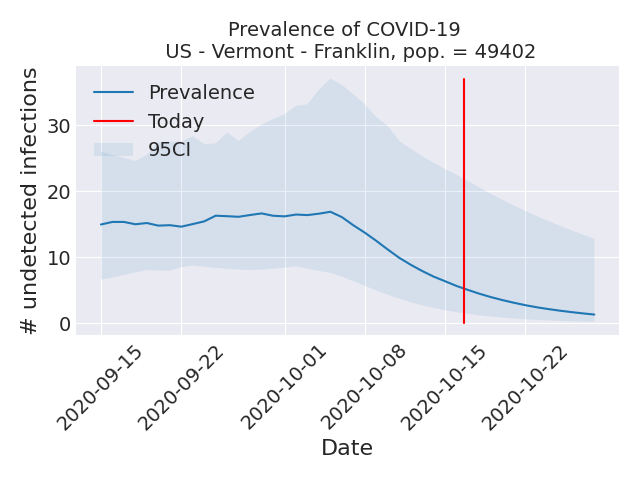 Prevalence of COVID-19
US - Vermont - Franklin, pop. = 49402
# undetected infections
30
20
10
0
Prevalence
Today
95CI
2020-09-15
2020-09-22
2020-10-01
2020-10-08
2020-10-15
2020-10-22
Date